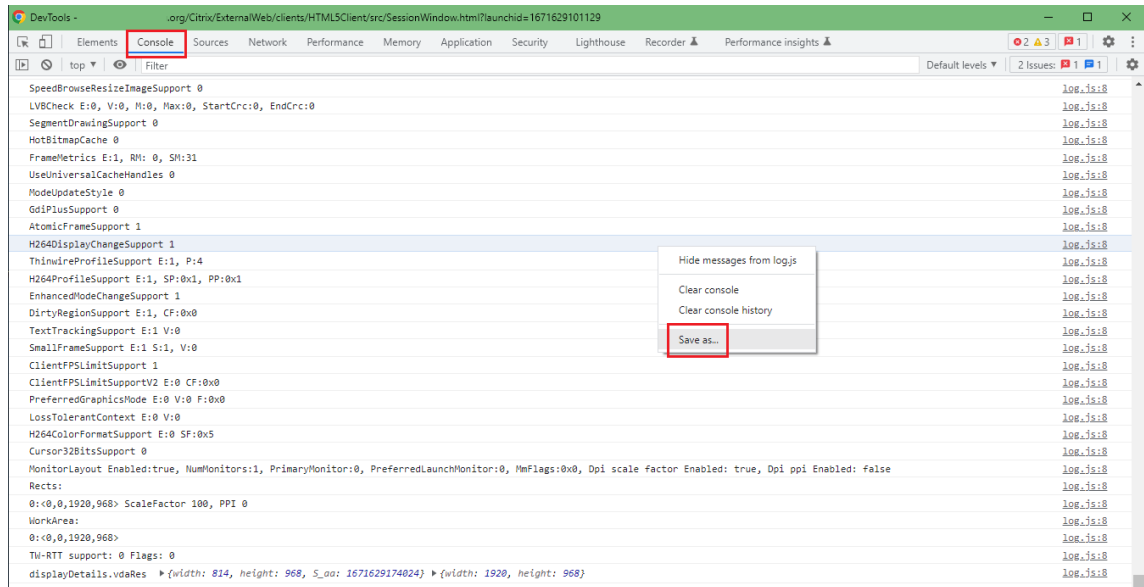 DevTools - .org/Citrix/ExternalWeb/clients/HTML5Client/src/SessionWindow.html?launchid=1671629101129
Elements Console Sources Network Performance Memory Application Security Lighthouse Recorder Performance insights 2 3 1
top Filter Default levels 2 Issues: 1 1
SpeedBrowseResizeImageSupport 0 log.js:8
LVBCheck E:0, V:0, M:0, Max:0, StartCrc:0, EndCrc:0 log.js:8
SegmentDrawingSupport 0 log.js:8
HotBitmapCache 0 log.js:8
FrameMetrics E:1, RM: 0, SM:31 log.js:8
UseUniversalCacheHandles 0 log.js:8
ModeUpdateStyle 0 log.js:8
GdiPlusSupport 0 log.js:8
AtomicFrameSupport 1 log.js:8
H264DisplayChangeSupport 1 log.js:8
ThinwireProfileSupport E:1, P:4 log.js:8
H264ProfileSupport E:1, SP:0x1, PP:0x1 log.js:8
EnhancedModeChangeSupport 1 log.js:8
DirtyRegionSupport E:1, CF:0x0 log.js:8
TextTrackingSupport E:1 V:0 log.js:8
SmallFrameSupport E:1 S:1, V:0 log.js:8
ClientFPSLimitSupport 1 log.js:8
ClientFPSLimitSupportV2 E:0 CF:0x0 log.js:8
PreferredGraphicsMode E:0 V:0 F:0x0 log.js:8
LossTolerantContext E:0 V:0 log.js:8
H264ColorFormatSupport E:0 SF:0x5 log.js:8
Cursor32BitsSupport 0 log.js:8
MonitorLayout Enabled:true, NumMonitors:1, PrimaryMonitor:0, PreferredLaunchMonitor:0, MmFlags:0x0, Dpi scale factor Enabled: true, Dpi ppi Enabled: false log.js:8
Rects: log.js:8
0:<0,0,1920,968> ScaleFactor 100, PPI 0 log.js:8
WorkArea: log.js:8
0:<0,0,1920,968> log.js:8
TW-RTT support: 0 Flags: 0 log.js:8
displayDetails.vdaRes {width: 814, height: 968, S_aa: 1671629174024} {width: 1920, height: 968} log.js:8
Hide messages from log.js
Clear console
Clear console history
Save as...